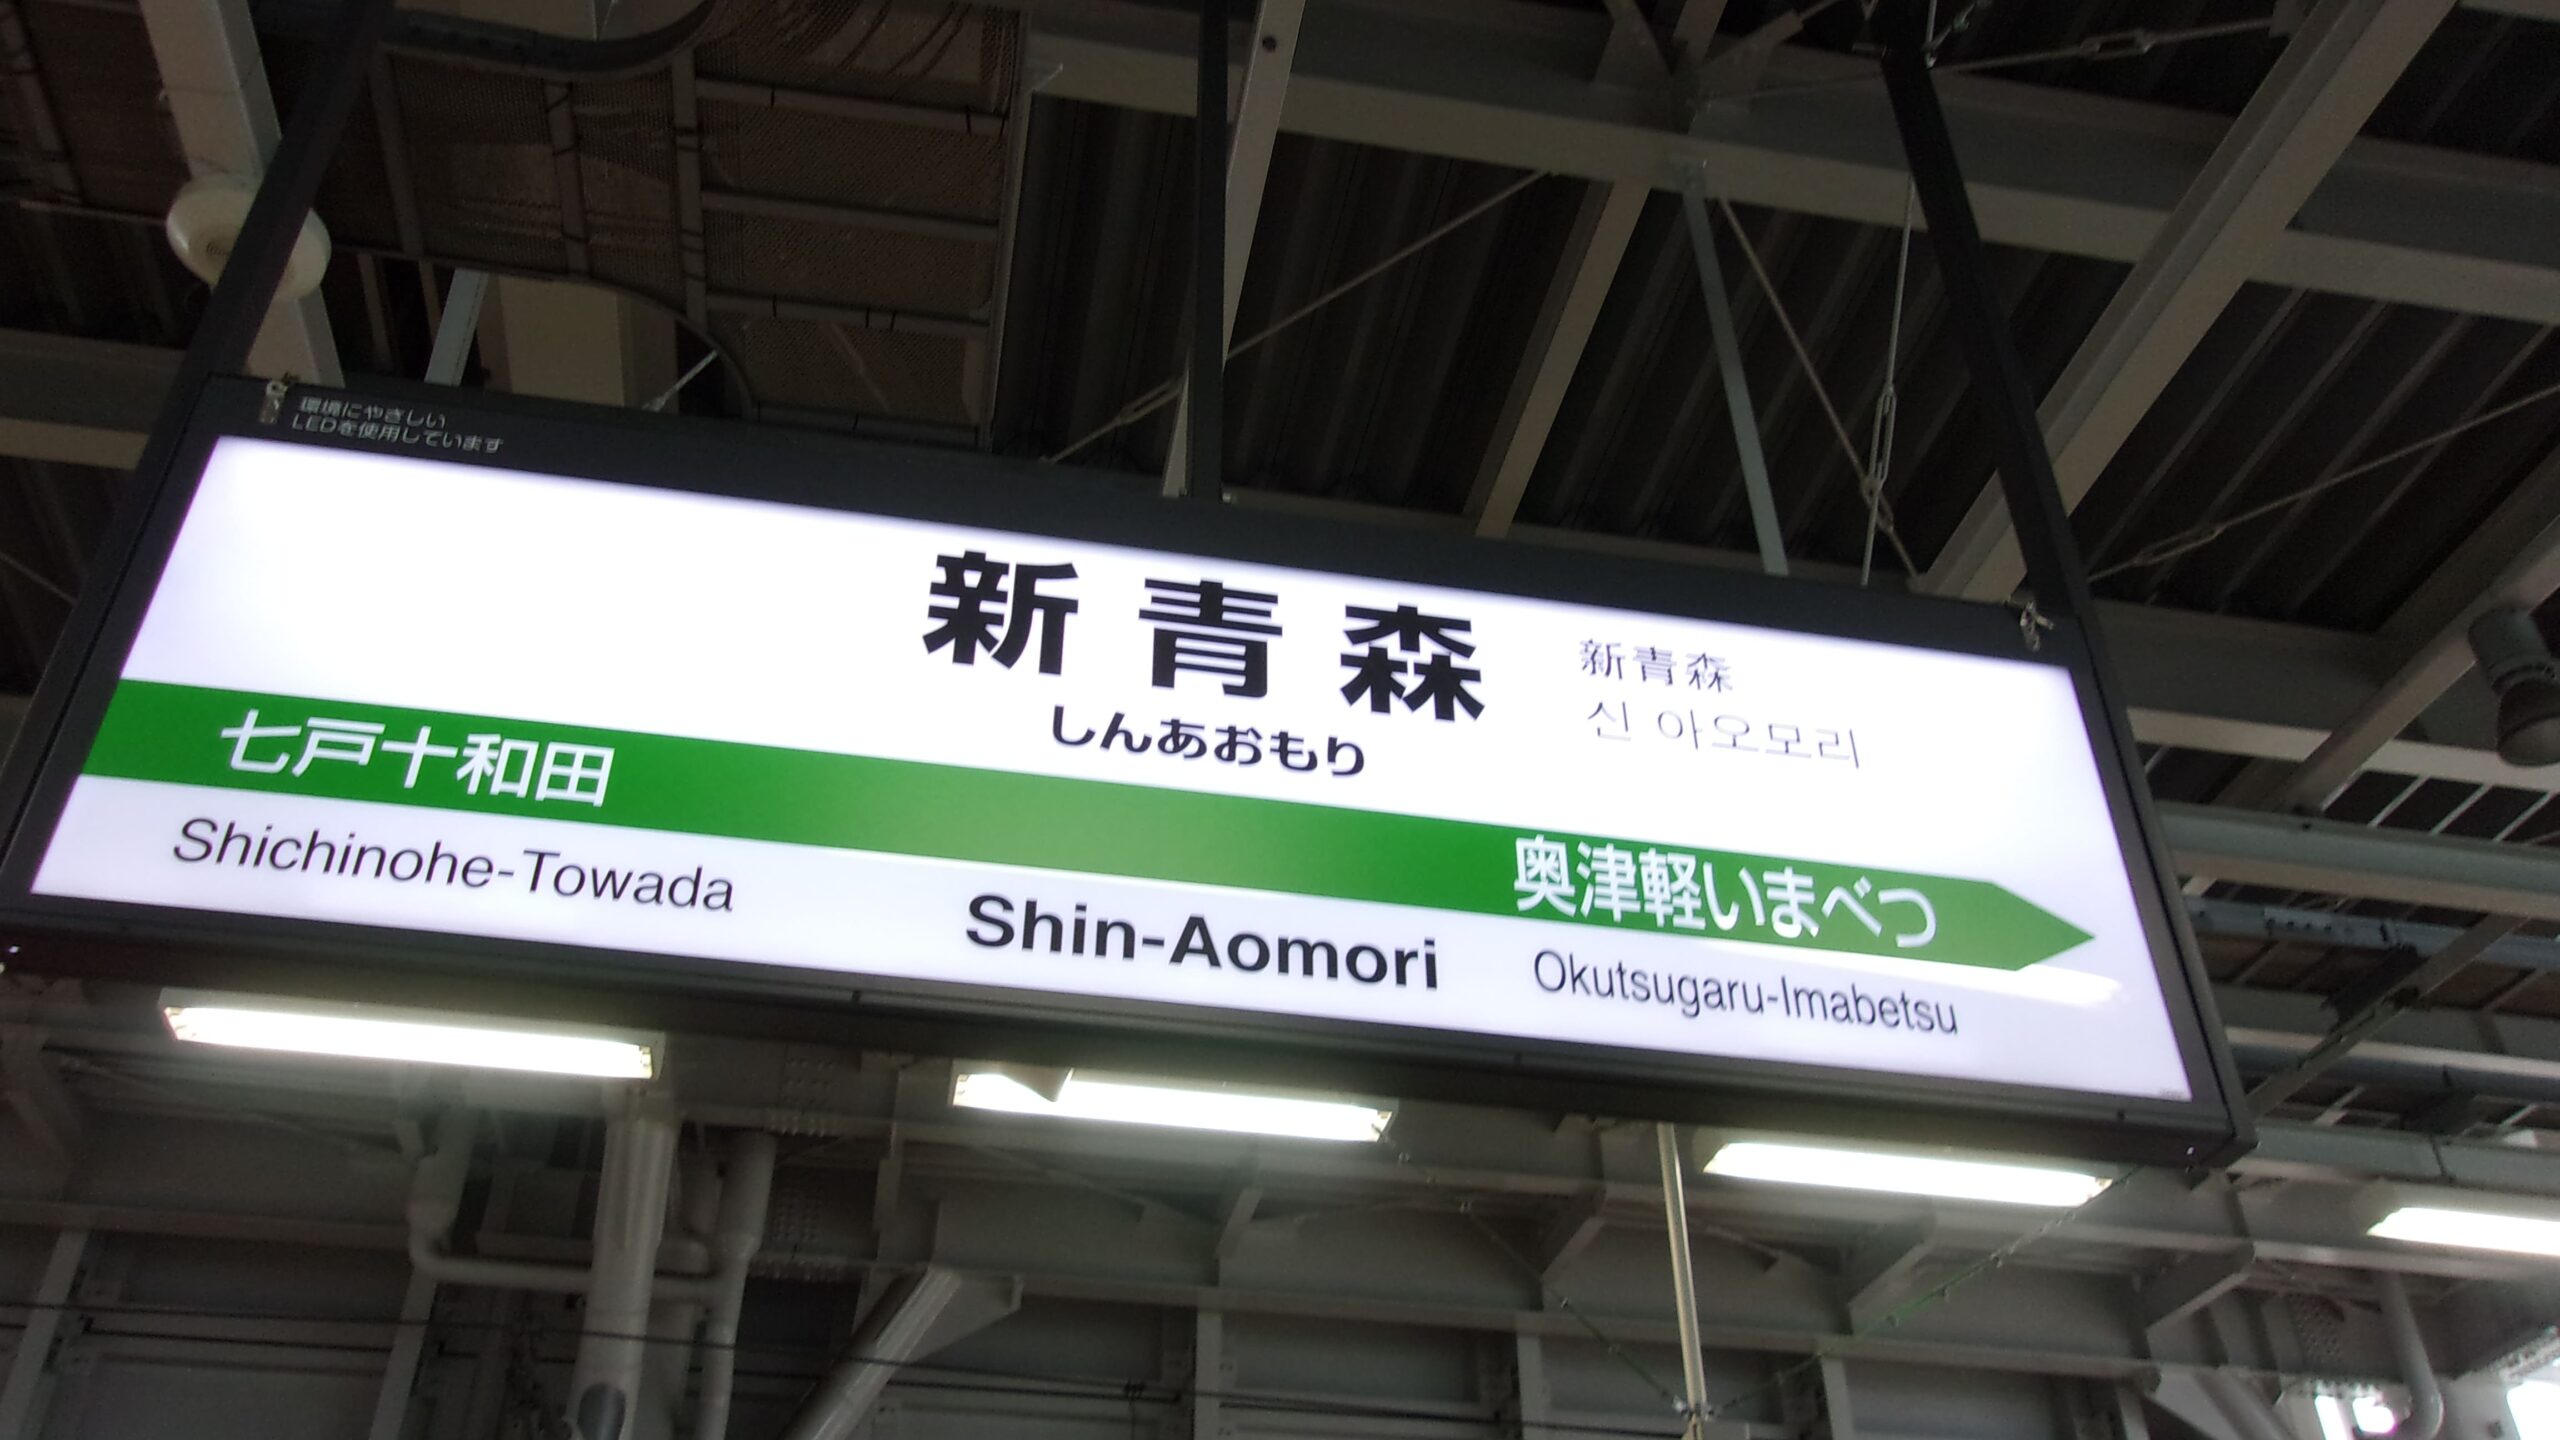 環境にやさしい
LEDを使用しています
新青森
新青森
신 아오모리
しんあおもり
七戸十和田
奥津軽いまべつ
Shichinohe-Towada
Shin-Aomori
Okutsugaru-Imabetsu